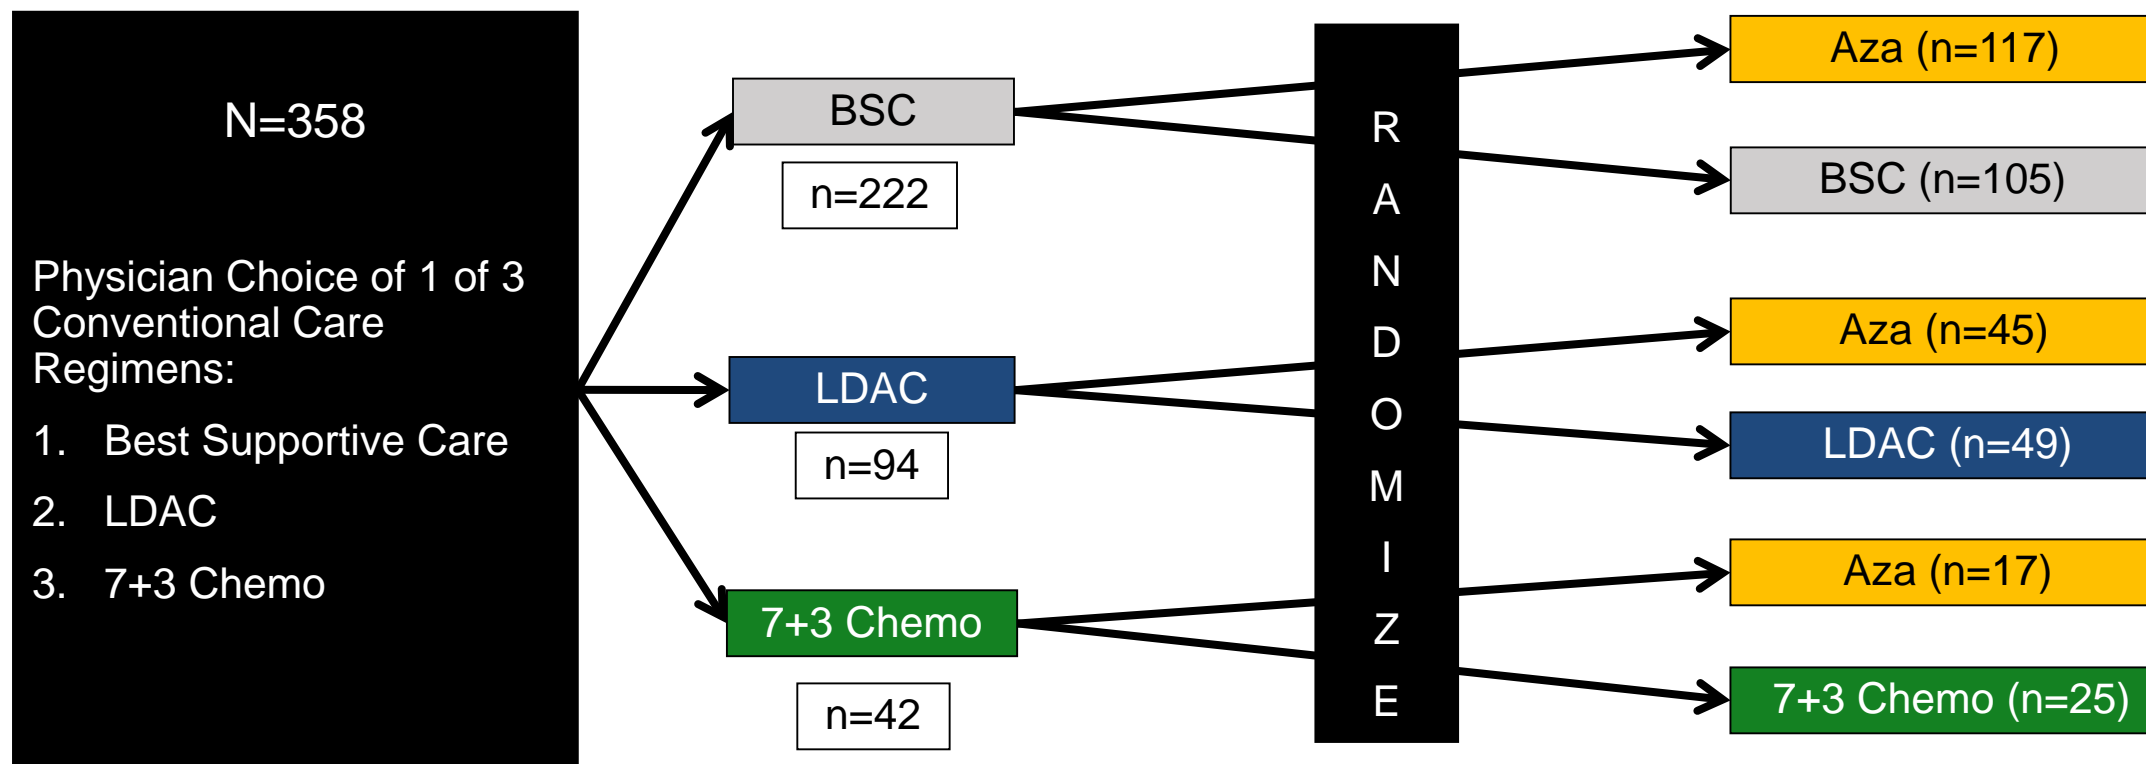 N=358
Physician Choice of 1 of 3
Conventional Care
Regimens:
1. Best Supportive Care
2. LDAC
3. 7+3 Chemo
BSC
n=222
LDAC
n=94
7+3 Chemo
n=42
R
A
N
D
O
M
I
Z
E
Aza (n=117)
BSC (n=105)
Aza (n=45)
LDAC (n=49)
Aza (n=17)
7+3 Chemo (n=25)